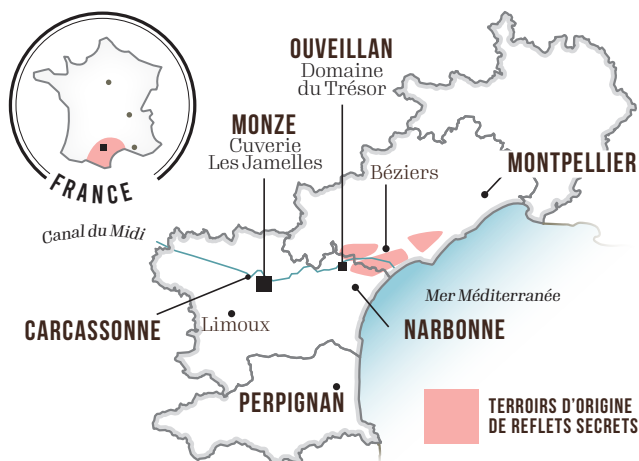 FRANCE
OUVEILLAN
Domaine
du Trésor
MONZE
Cuverie
Les Jamelles
Béziers
MONTPELLIER
Canal du Midi
Mer Méditerranée
CARCASSONNE
Limoux
NARBONNE
PERPIGNAN
TERROIRS D'ORIGINE
DE REFLETS SECRETS